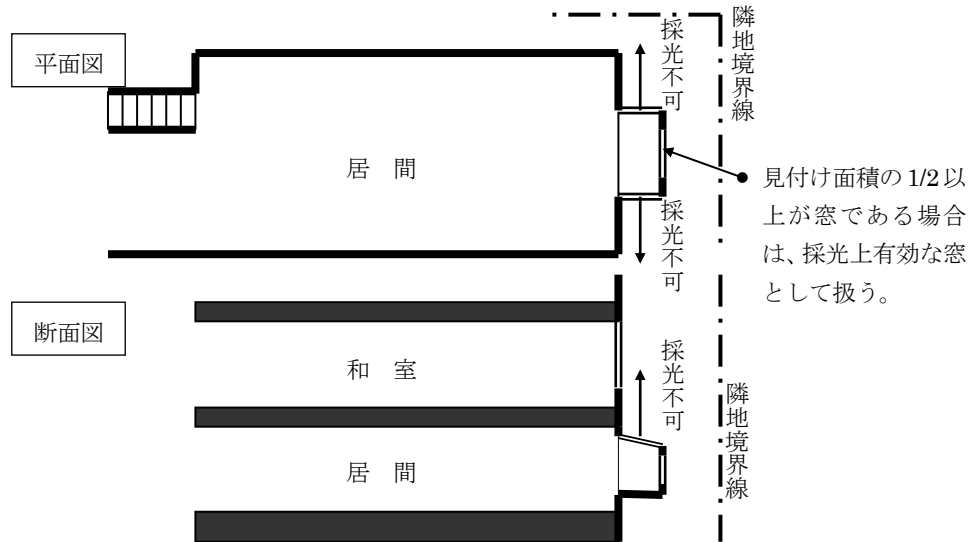 平面図
居 間
採光不可
採光不可
隣地境界線
見付け面積の 1/2 以
上が窓である場合
は、採光上有効な窓
として扱う。
断面図
和 室
居 間
採光不可
隣地境界線